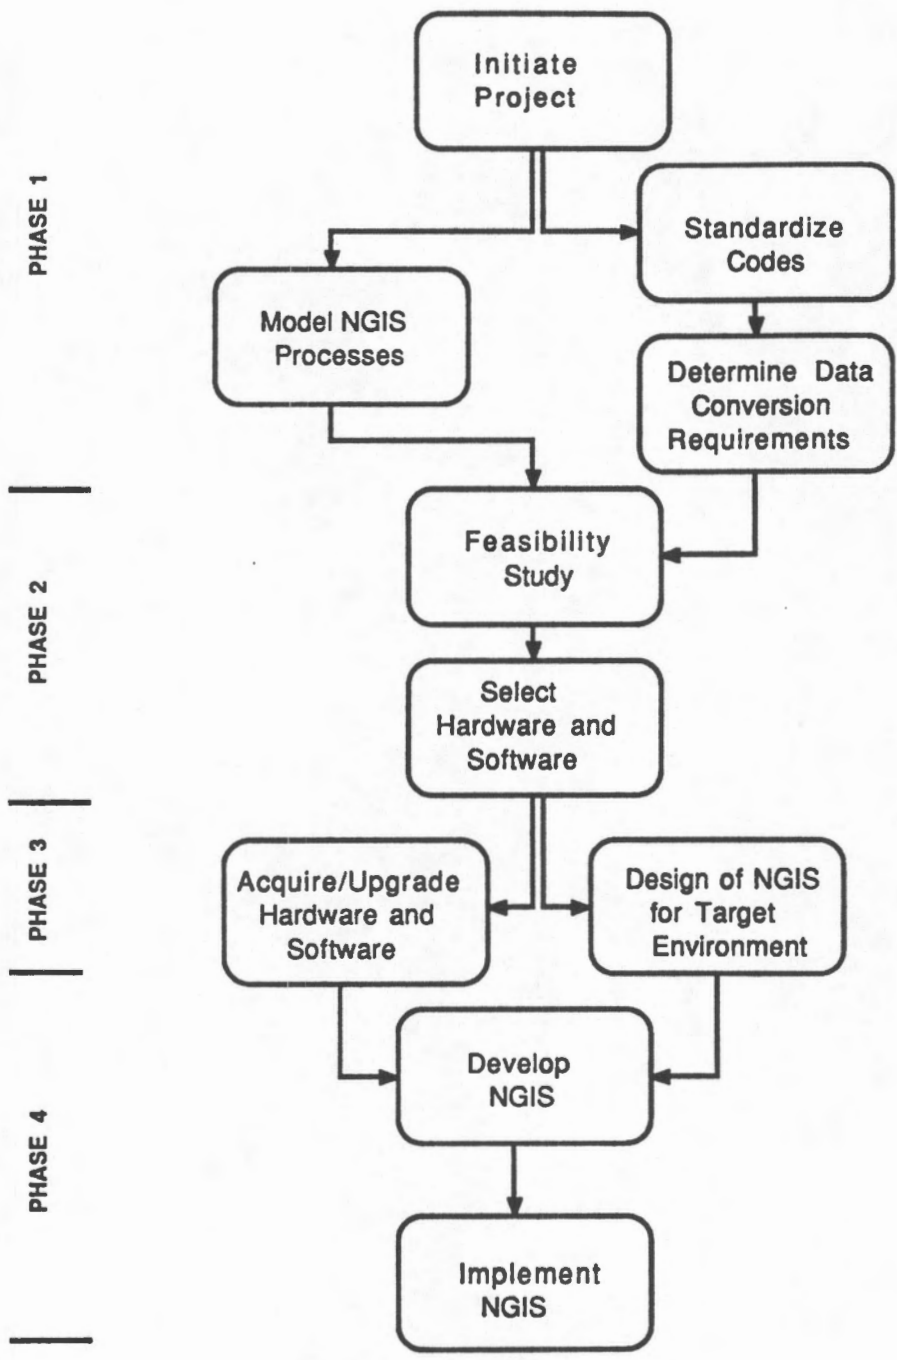 Initiate
Project
PHASE 1
Standardize
Codes
Model NGIS
Processes
Determine Data
Conversion
Requirements
PHASE 2
Feasibility
Study
Select
Hardware and
Software
PHASE 3
Acquire/Upgrade
Hardware and
Software
Design of NGIS
for Target
Environment
PHASE 4
Develop
NGIS
Implement
NGIS